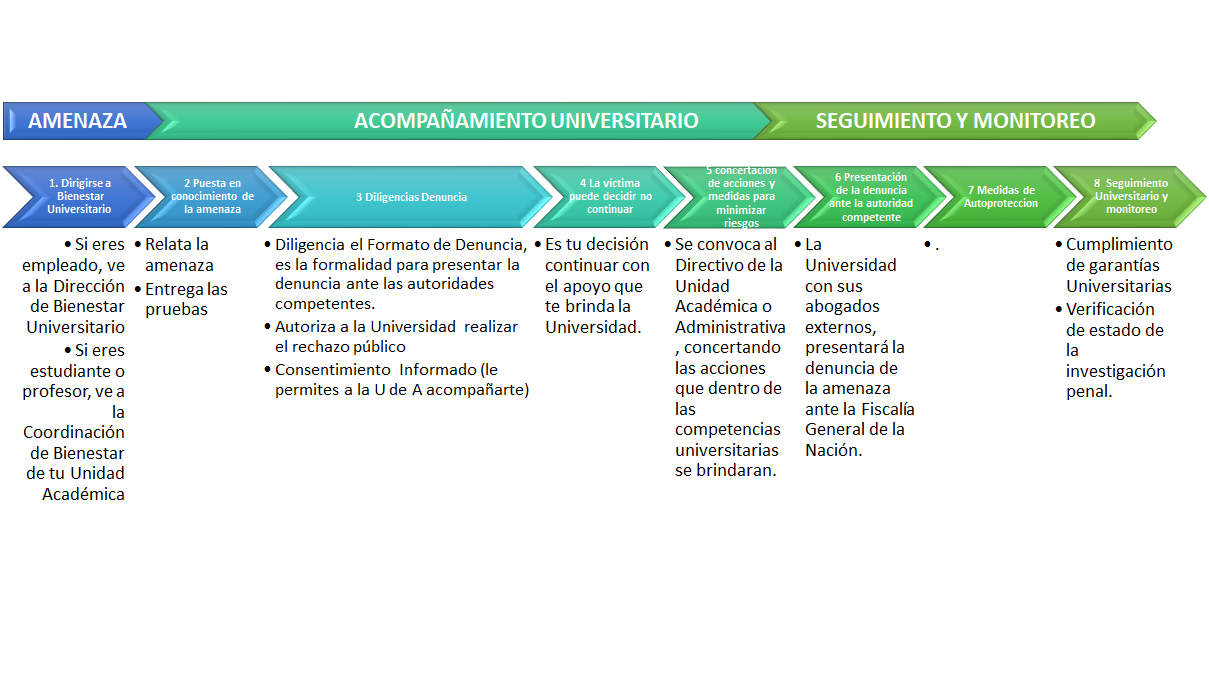 AMENAZA
ACOMPAÑAMIENTO UNIVERSITARIO
SEGUIMIENTO Y MONITOREO
1. Dirigirse a
Bienestar
Universitario
2 Puesta en
conocimiento de
la amenaza
3 Diligencias Denuncia
4 La victima
puede decidir no
continuar
5 concertación
de acciones y
medidas para
minimizar
riesgos
6 Presentación
de la denuncia
ante la autoridad
competente
7 Medidas de
Autoproteccion
8 Seguimiento
Universitario y
monitoreo
• Si eres
empleado, ve
a la Dirección
de Bienestar
Universitario
• Si eres
estudiante o
profesor, ve a
la
Coordinación
de Bienestar
de tu Unidad
Académica
• Relata la
amenaza
• Entrega las
pruebas
• Diligencia el Formato de Denuncia,
es la formalidad para presentar la
denuncia ante las autoridades
competentes.
• Autoriza a la Universidad realizar
el rechazo público
• Consentimiento Informado (le
permites a la U de A acompañarte)
• Es tu decisión
continuar con
el apoyo que
te brinda la
Universidad.
• Se convoca al
Directivo de la
Unidad
Académica o
Administrativa
, concertando
las acciones
que dentro de
las
competencias
universitarias
se brindaran.
• La
Universidad
con sus
abogados
externos,
presentará la
denuncia de
la amenaza
ante la Fiscalía
General de la
Nación.
• .
• Cumplimiento
de garantías
Universitarias
• Verificación
de estado de
la
investigación
penal.